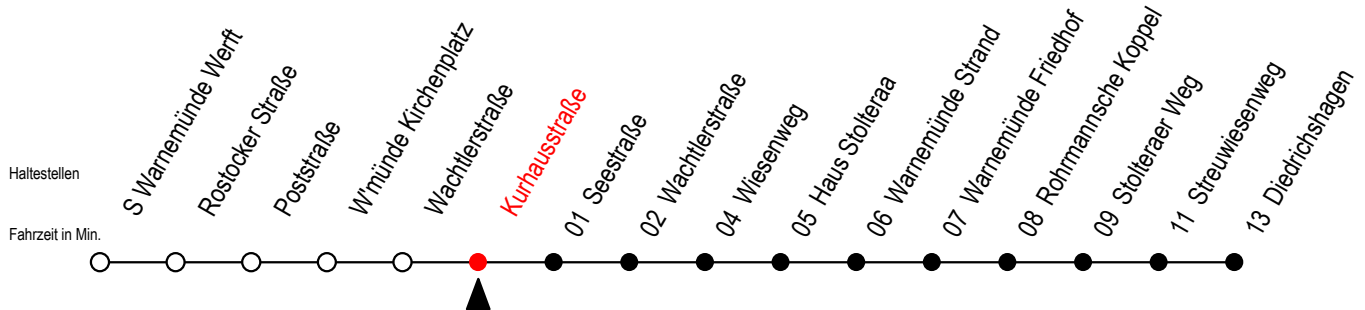 Haltestellen
Fahrzeit in Min.
S Warnemünde Werft
Rostocker Straße
Poststraße
W'münde Kirchenplatz
Wachtlerstraße
Kurhausstraße
01 Seestraße
02 Wachtlerstraße
04 Wiesenweg
05 Haus Stolteraa
06 Warnemünde Strand
07 Warnemünde Friedhof
08 Rohrmannsche Koppel
09 Stolteraer Weg
11 Streuwiesenweg
13 Diedrichshagen